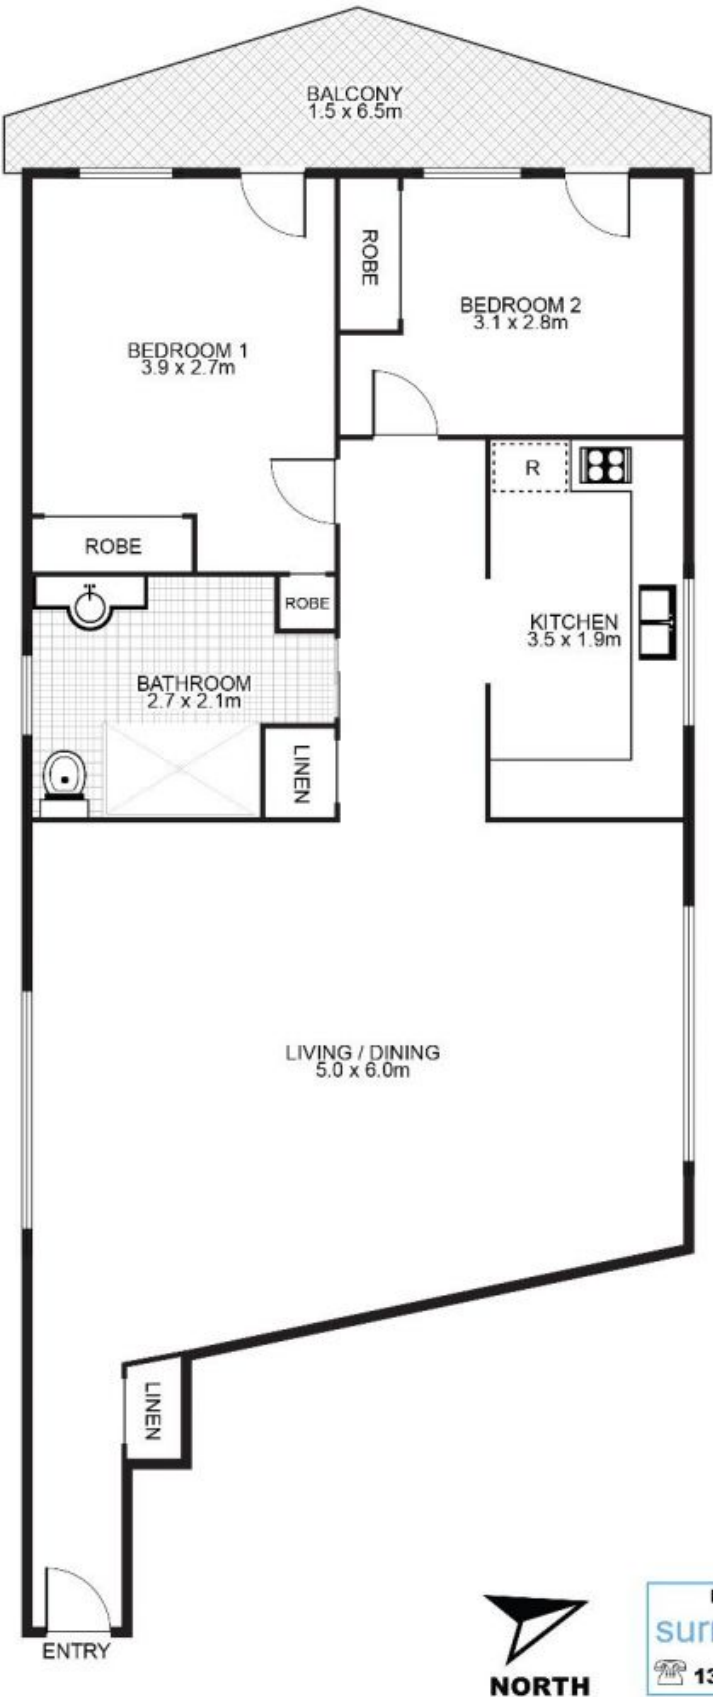 BALCONY
1.5 x 6.5m
ROBE
BEDROOM 2
3.1 x 2.8m
BEDROOM 1
3.9 x 2.7m
R
ROBE
ROBE
KITCHEN
3.5 x 1.9m
BATHROOM
2.7 x 2.1m
LINEN
LIVING / DINING
5.0 x 6.0m
LINEN
ENTRY
NORTH